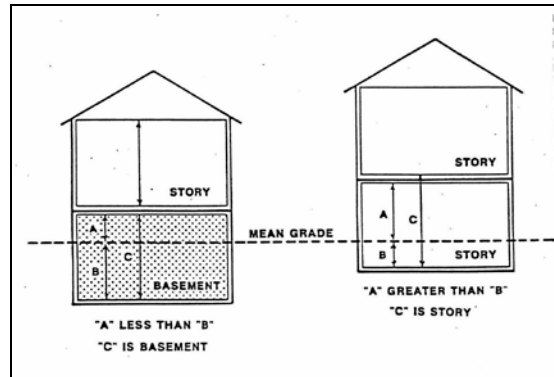 STORY
A
B
C
BASEMENT
"A" LESS THAN "B"
"C" IS BASEMENT
MEAN GRADE
STORY
A
C
B
STORY
"A" GREATER THAN "B"
"C" IS STORY